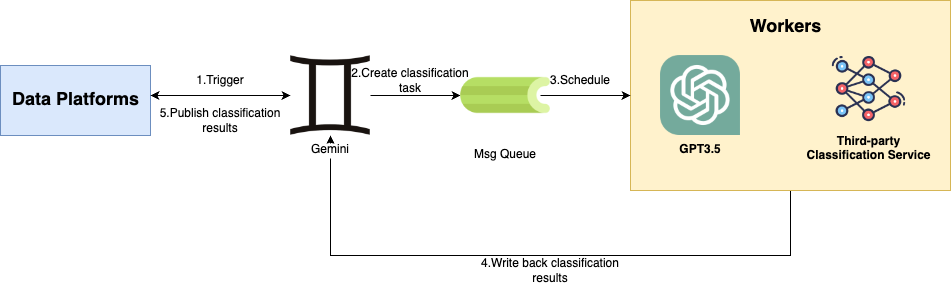 Workers
Data Platforms
1.Trigger
5.Publish classification
results
Gemini
2.Create classification
task
Msg Queue
3.Schedule
GPT3.5
Third-party
Classification Service
4.Write back classification
results